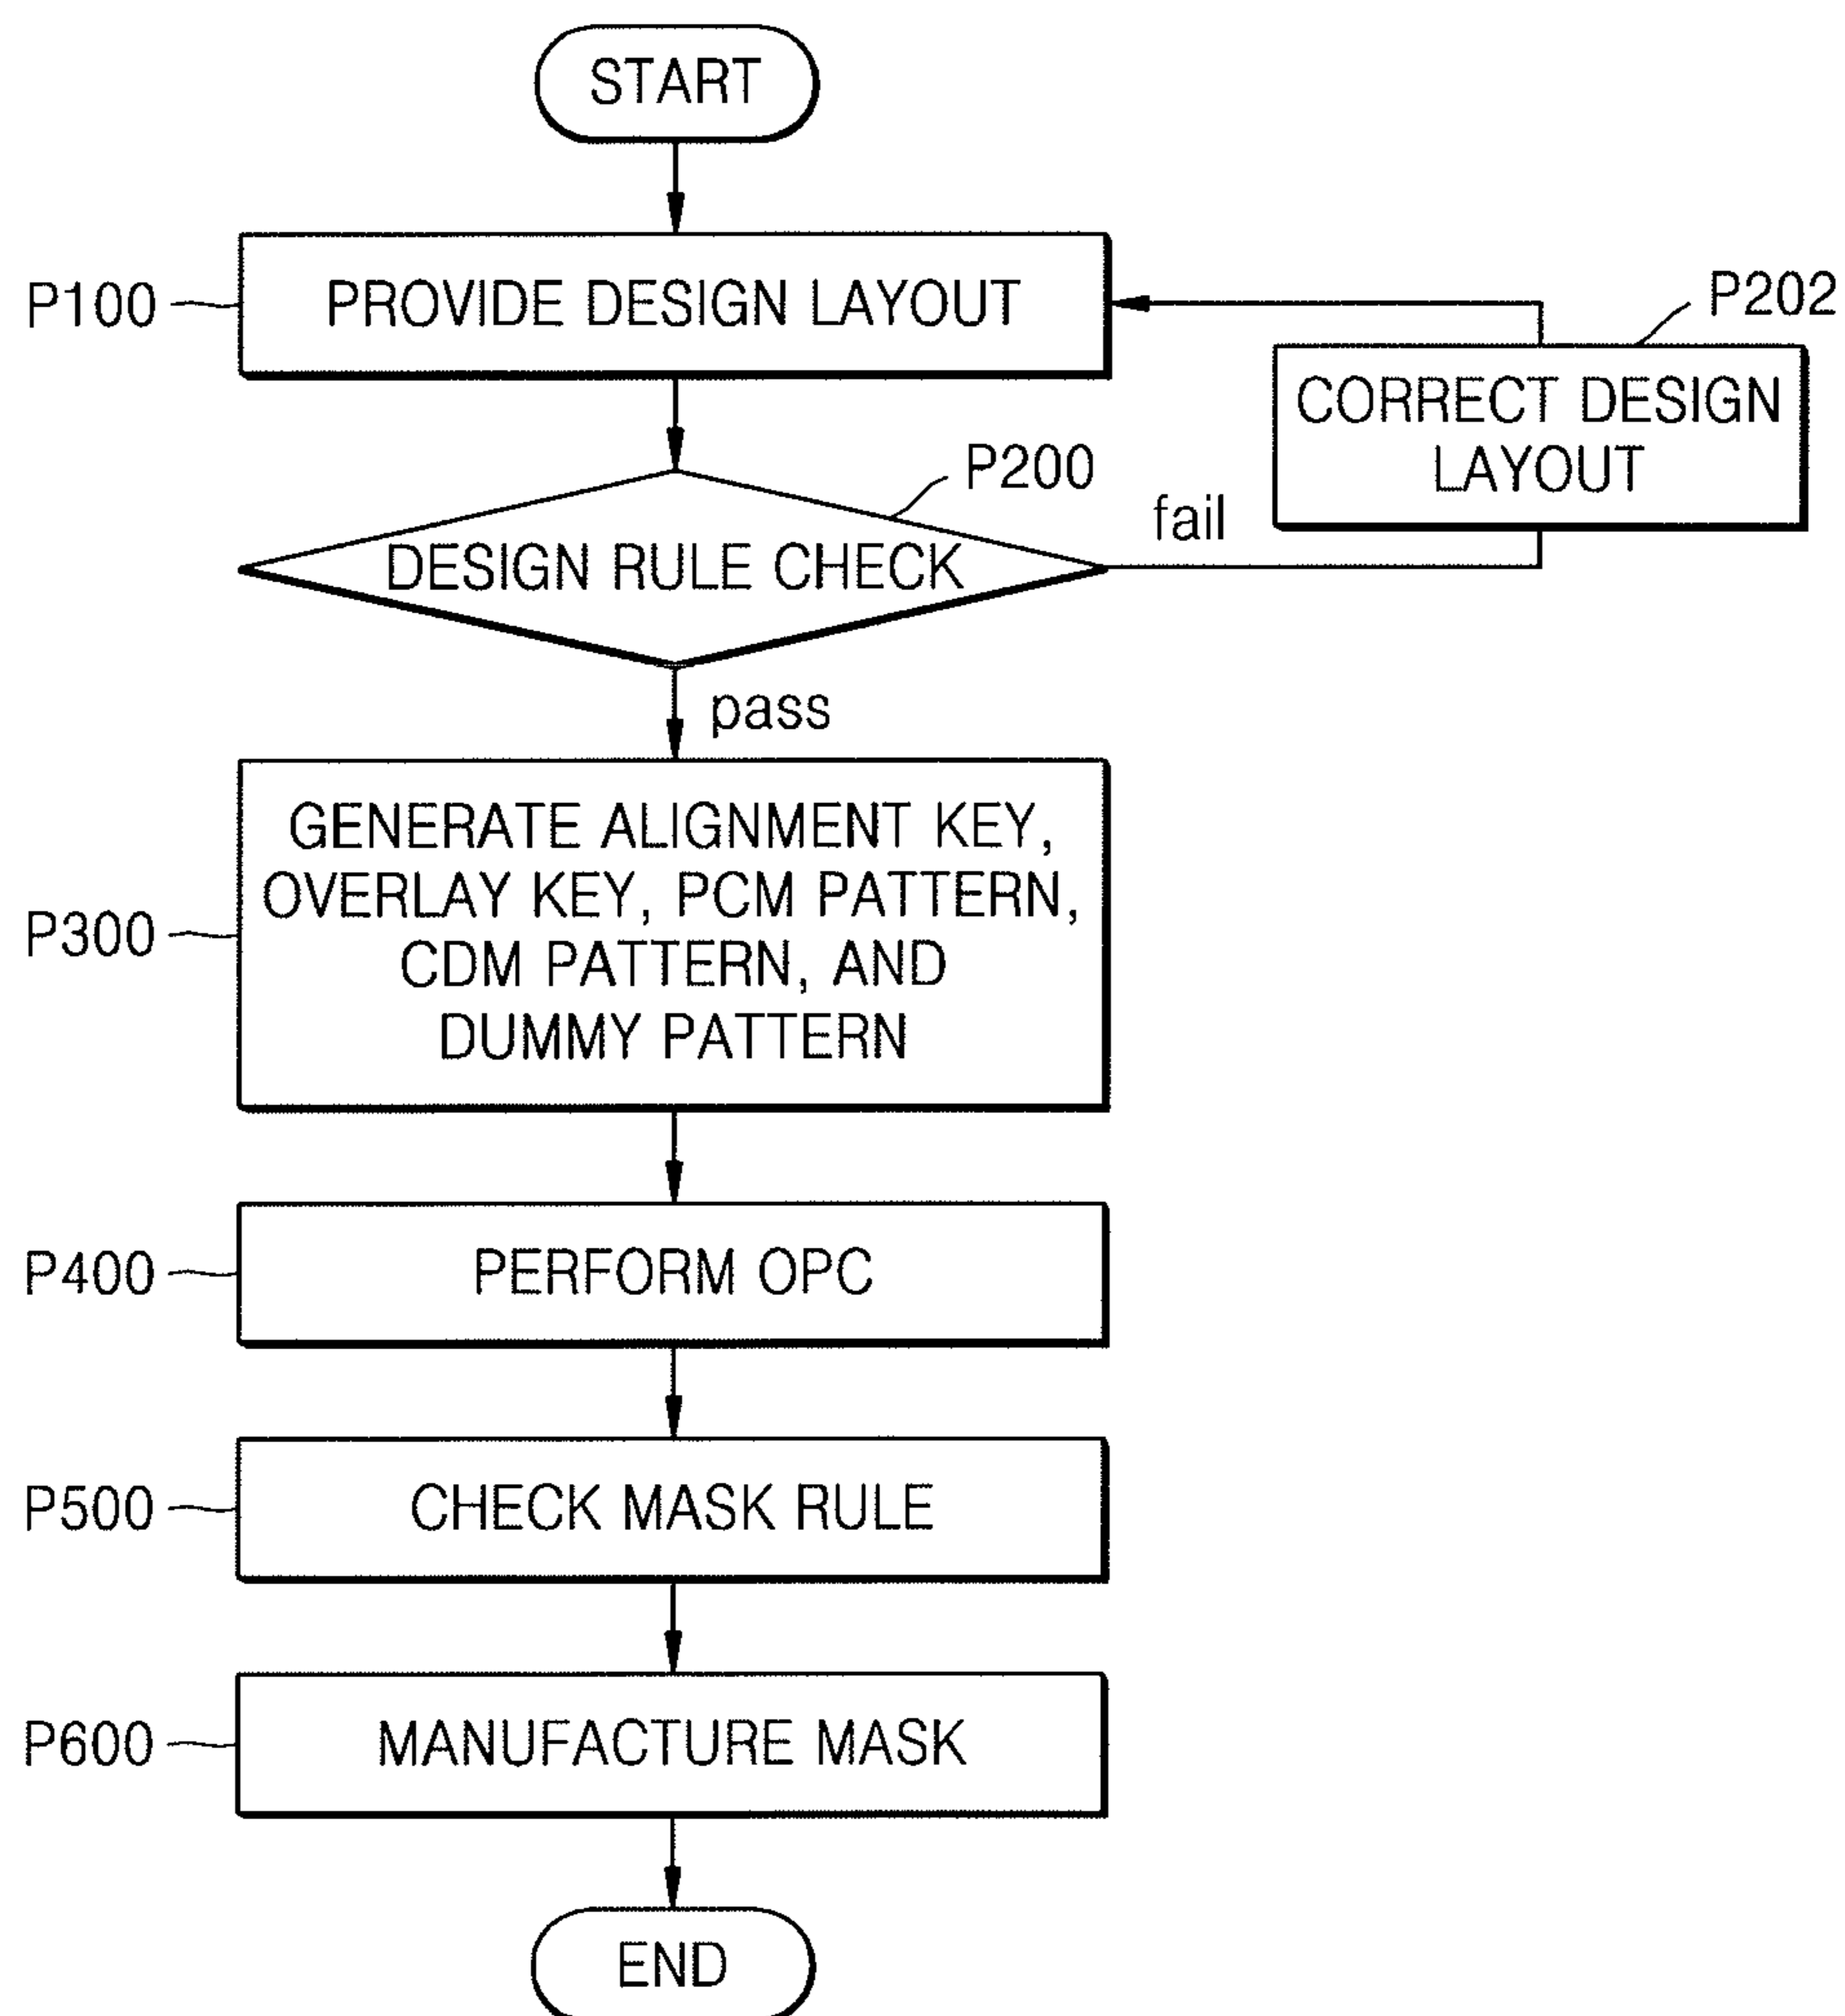 START
P100
PROVIDE DESIGN LAYOUT
P202
CORRECT DESIGN
LAYOUT
P200
fail
DESIGN RULE CHECK
pass
P300
GENERATE ALIGNMENT KEY,
OVERLAY KEY, PCM PATTERN,
CDM PATTERN, AND
DUMMY PATTERN
P400
PERFORM OPC
P500
CHECK MASK RULE
P600
MANUFACTURE MASK
END